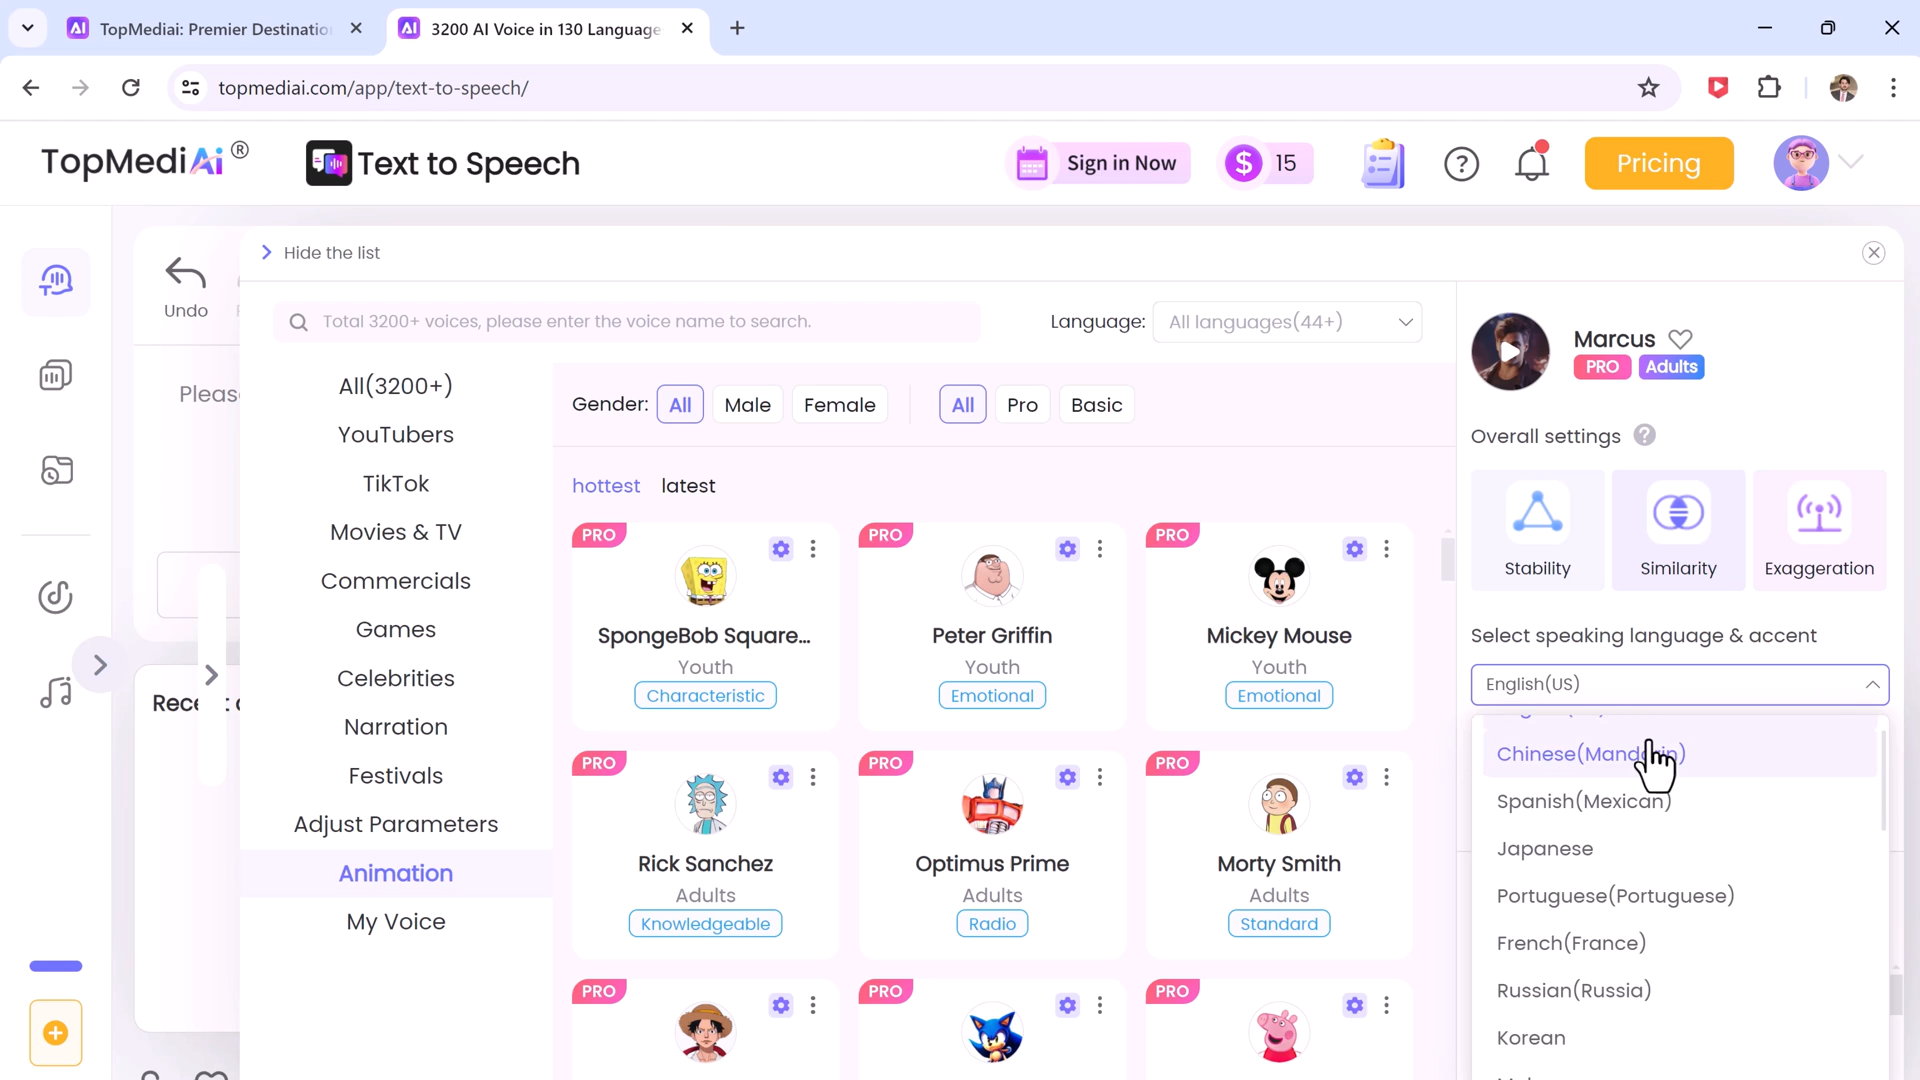 TopMediai: Premier Destinatio
3200 AI Voice in 130 Language
topmediai.com/app/text-to-speech/
TopMediAi®
Text to Speech
Sign in Now
$ 15
?
Pricing
Undo
Hide the list
Total 3200+ voices, please enter the voice name to search.
Language: All languages(44+)
Pleas
All(3200+)
YouTubers
TikTok
Movies & TV
Commercials
Games
Celebrities
Narration
Festivals
Adjust Parameters
Animation
My Voice
Gender: All Male Female All Pro Basic
hottest latest
PRO
SpongeBob Square...
Youth
Characteristic
PRO
Peter Griffin
Youth
Emotional
PRO
Mickey Mouse
Youth
Emotional
PRO
Rick Sanchez
Adults
Knowledgeable
PRO
Optimus Prime
Adults
Radio
PRO
Morty Smith
Adults
Standard
PRO
PRO
PRO
Marcus
PRO Adults
Overall settings ?
Stability
Similarity
Exaggeration
Select speaking language & accent
English(US)
Chinese(Mandarin)
Spanish(Mexican)
Japanese
Portuguese(Portuguese)
French(France)
Russian(Russia)
Korean